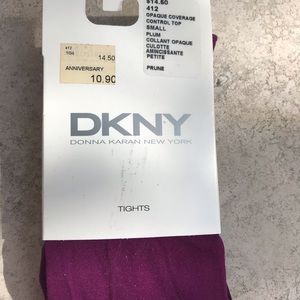 $14.50
412
OPAQUE COVERAGE
CONTROL TOP
SMALL
PLUM
COLLANT OPAQUE
CULOTTE
AMINCISSANTE
PETITE
PRUNE
412
14.50
ANNIVERSARY
10.90
DKNY
DONNA KARAN NEW YORK
TIGHTS